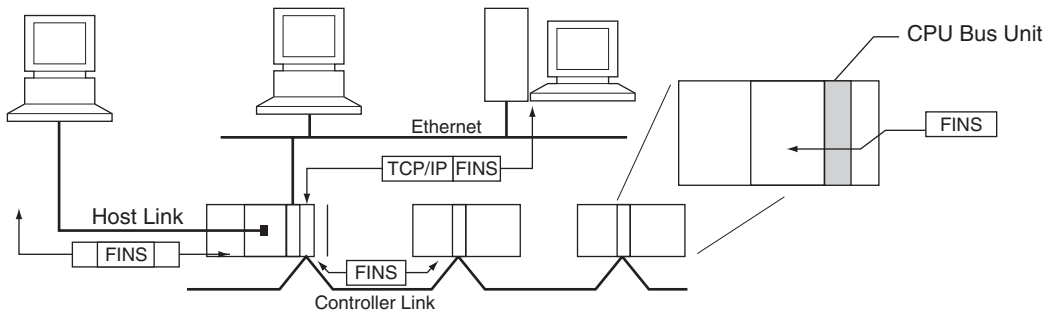 CPU Bus Unit
FINS
Ethernet
TCP/IP FINS
Host Link
FINS
FINS
Controller Link